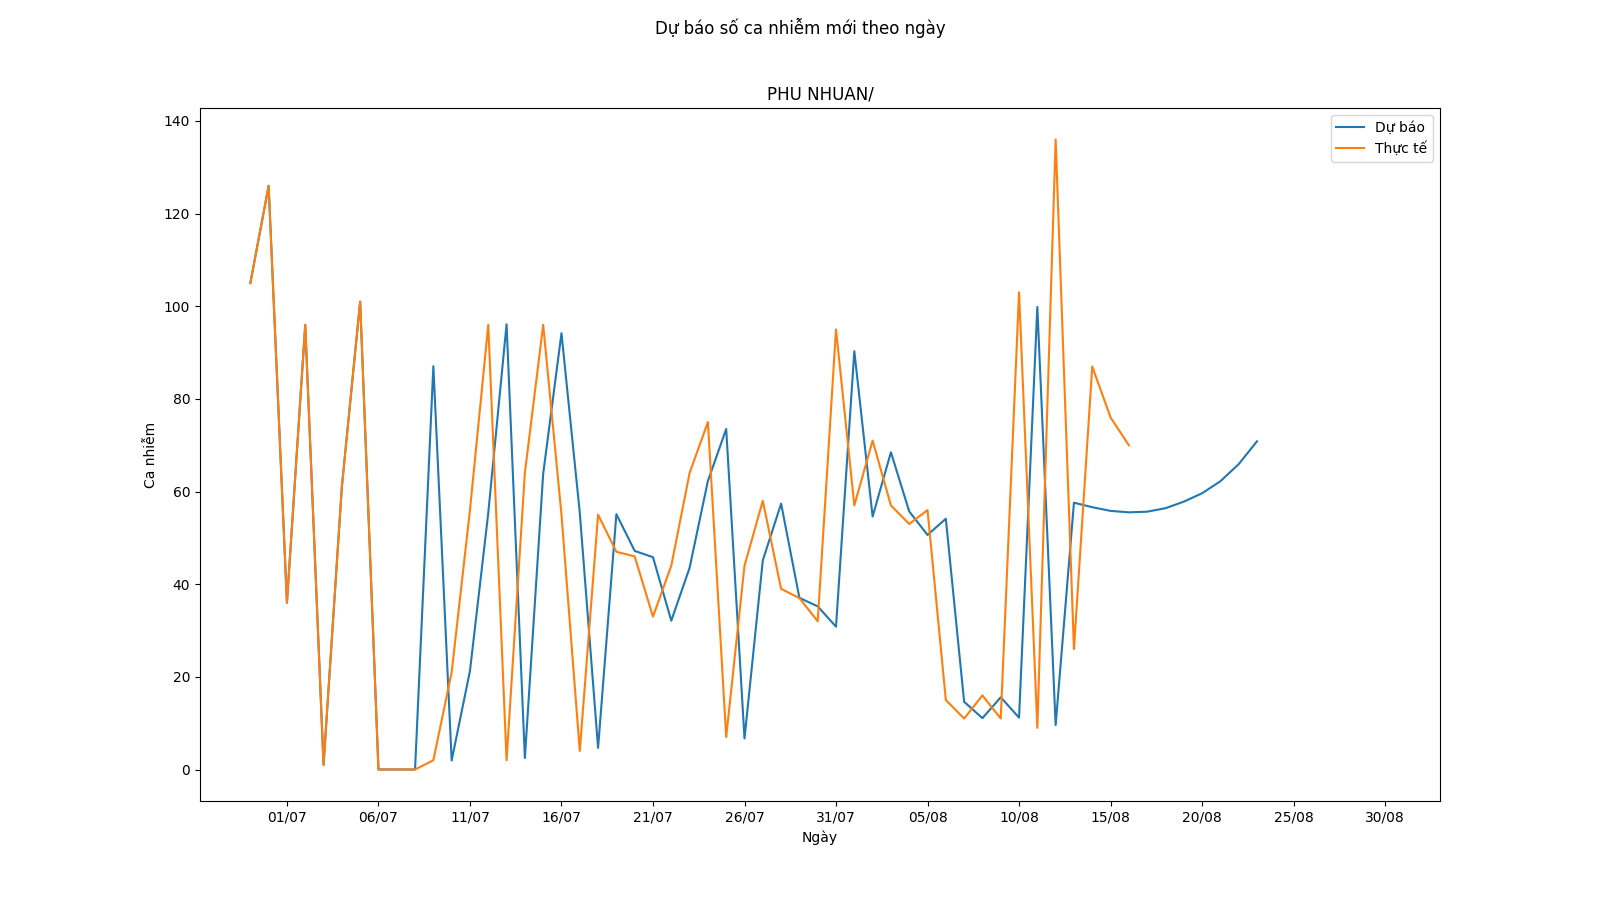 Dự báo số ca nhiễm mới theo ngày
PHU NHUAN/
Dự báo
Thực tế
140
120
100
80
60
40
20
0
Ca nhiễm
01/07 06/07 11/07 16/07 21/07 26/07 31/07 05/08 10/08 15/08 20/08 25/08 30/08
Ngày